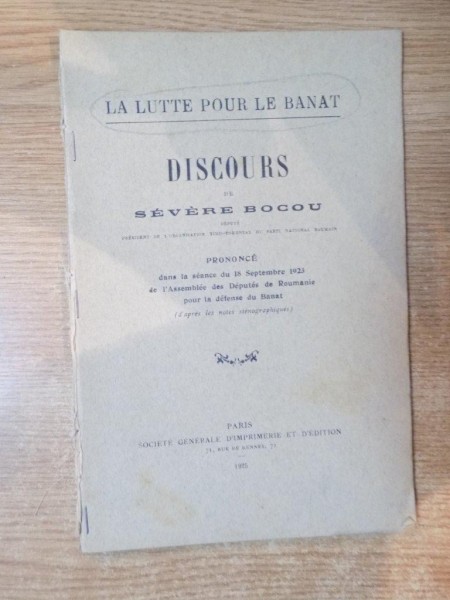 LA LUTTE POUR LE BANAT
DISCOURS
DE
SÉVÈRE BOCOU
DÉPUTÉ
PRONONCÉ
dans la séance du 16 Septembre 1923
de l'Assemblée des Députés de Roumanie
pour la défense du Banat
(d'après les notes sténographiques)
PARIS
SOCIÉTÉ GÉNÉRALE D'IMPRIMERIE ET D'ÉDITION
71, RUE DE RENNES, 71